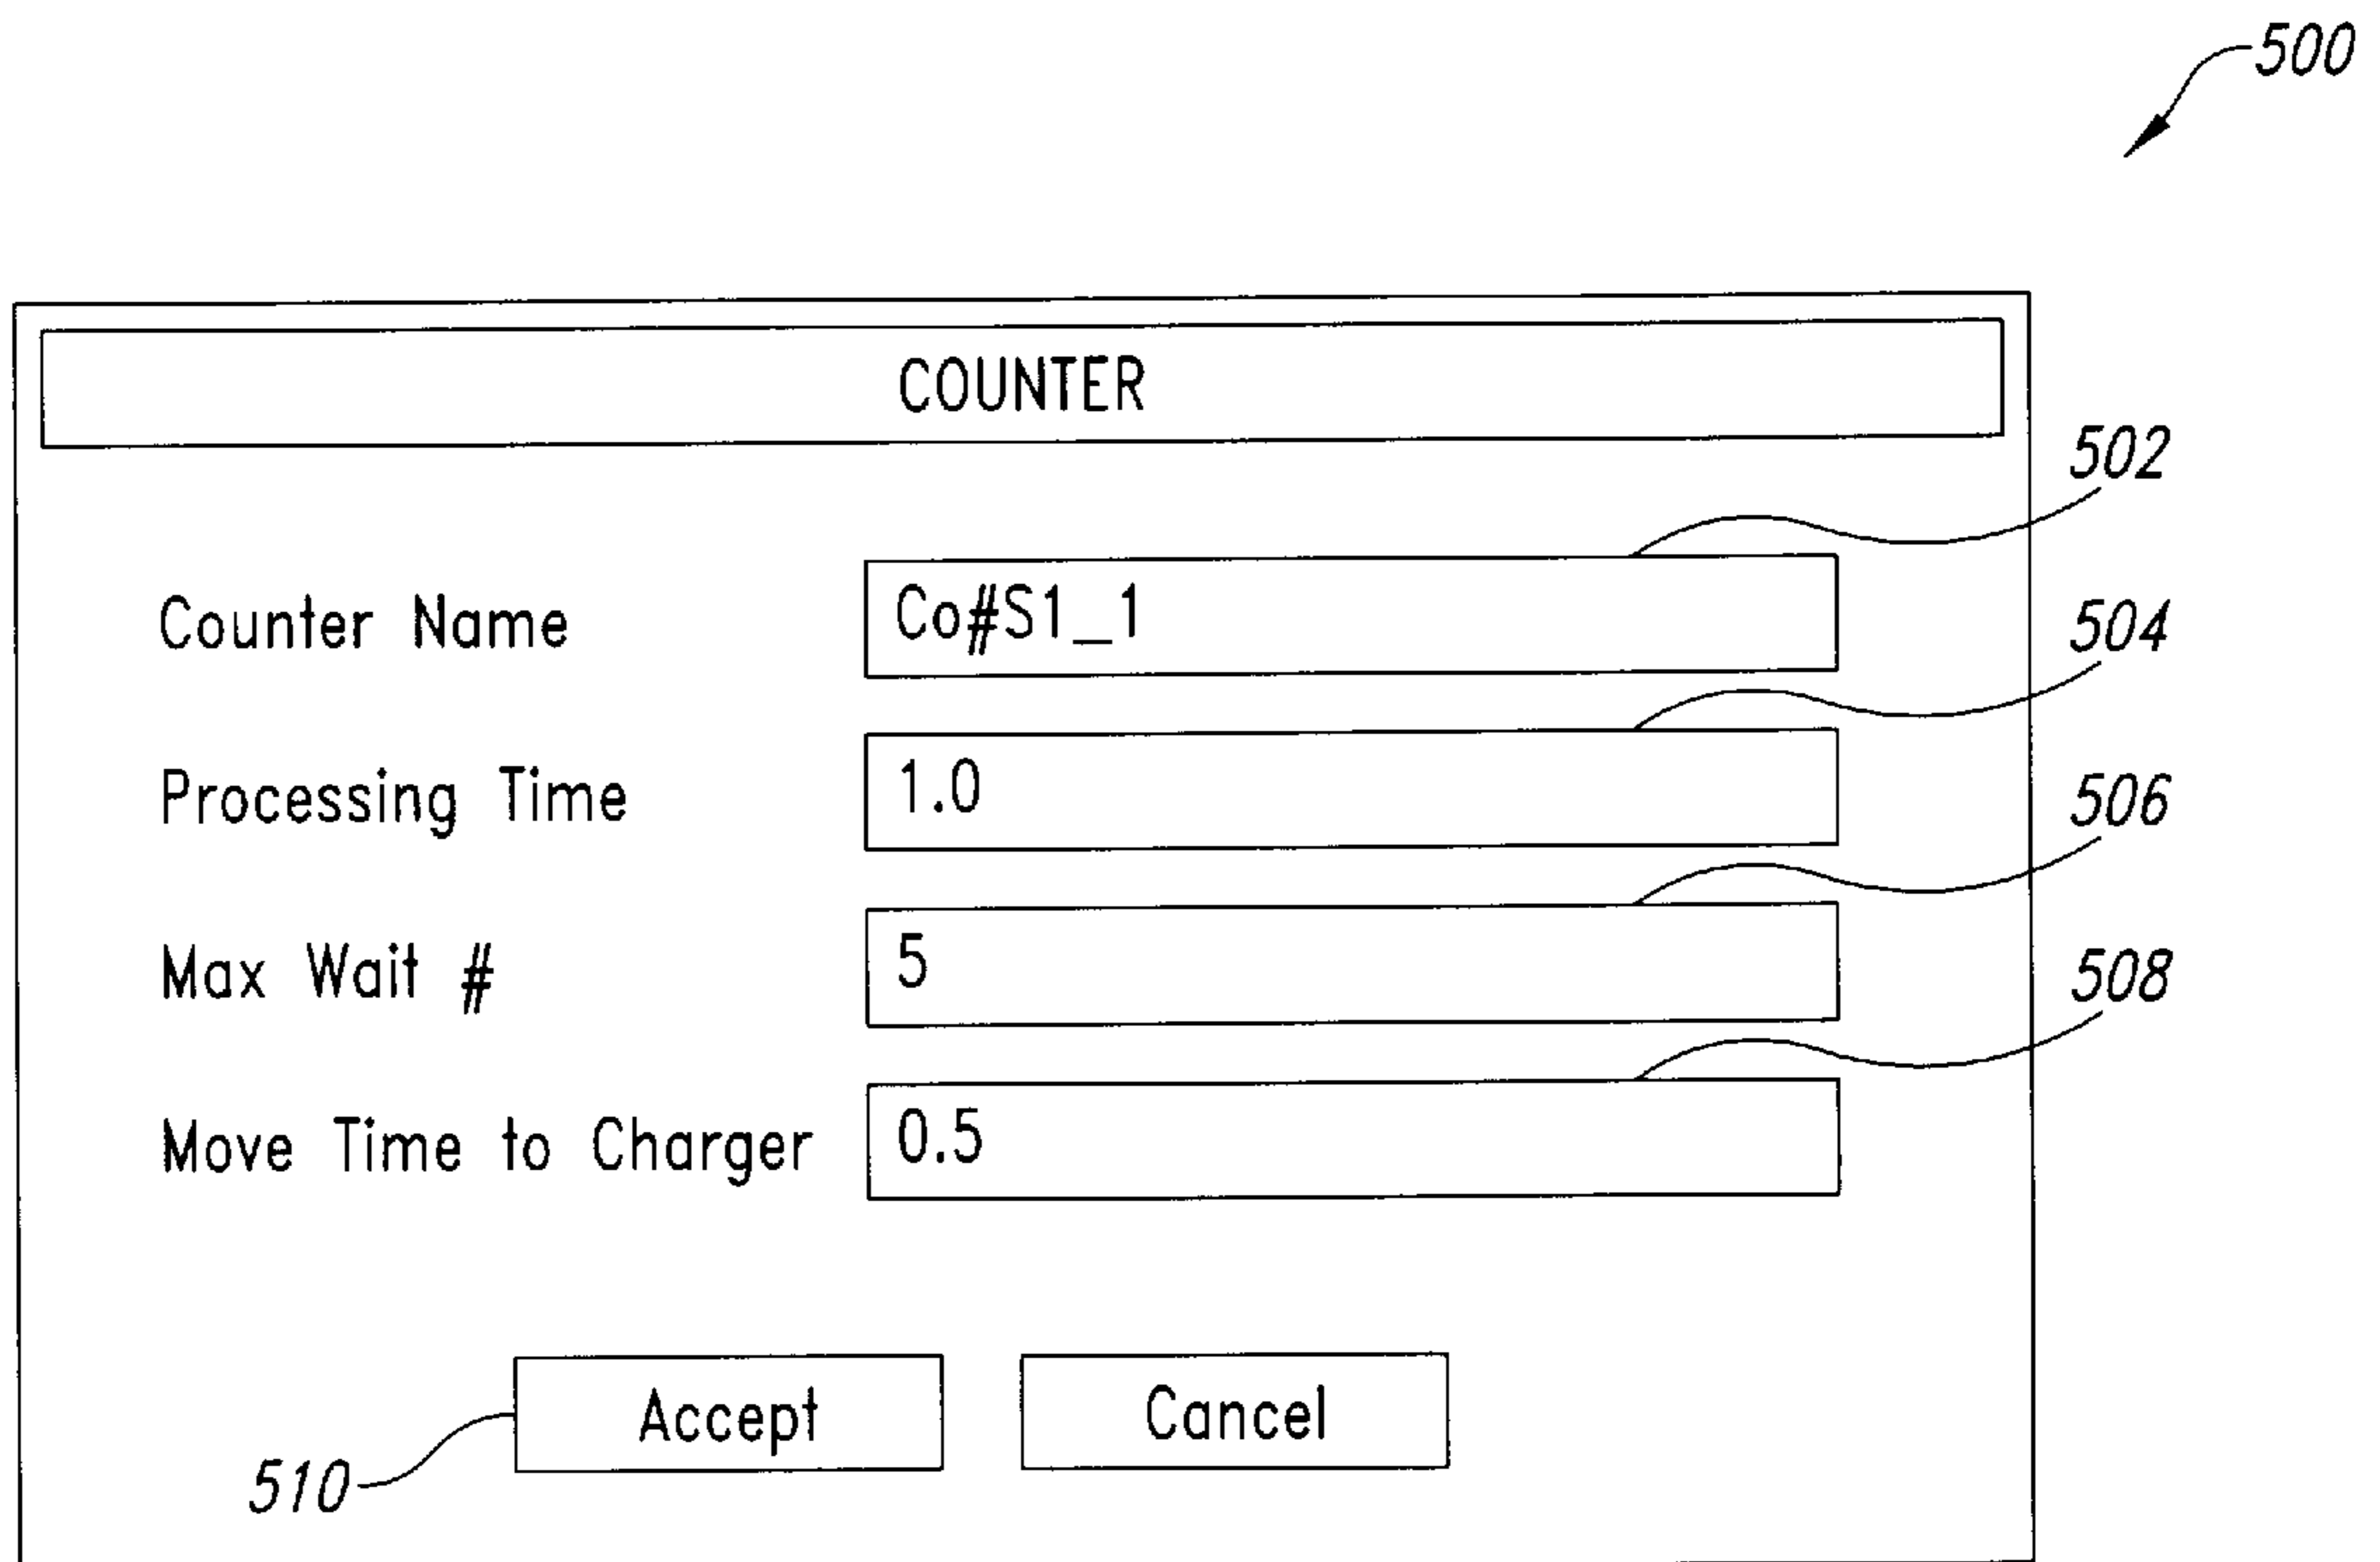 500
COUNTER
502
Counter Name Co#S1_1
504
Processing Time 1.0
506
Max Wait # 5
508
Move Time to Charger 0.5
Accept Cancel
510